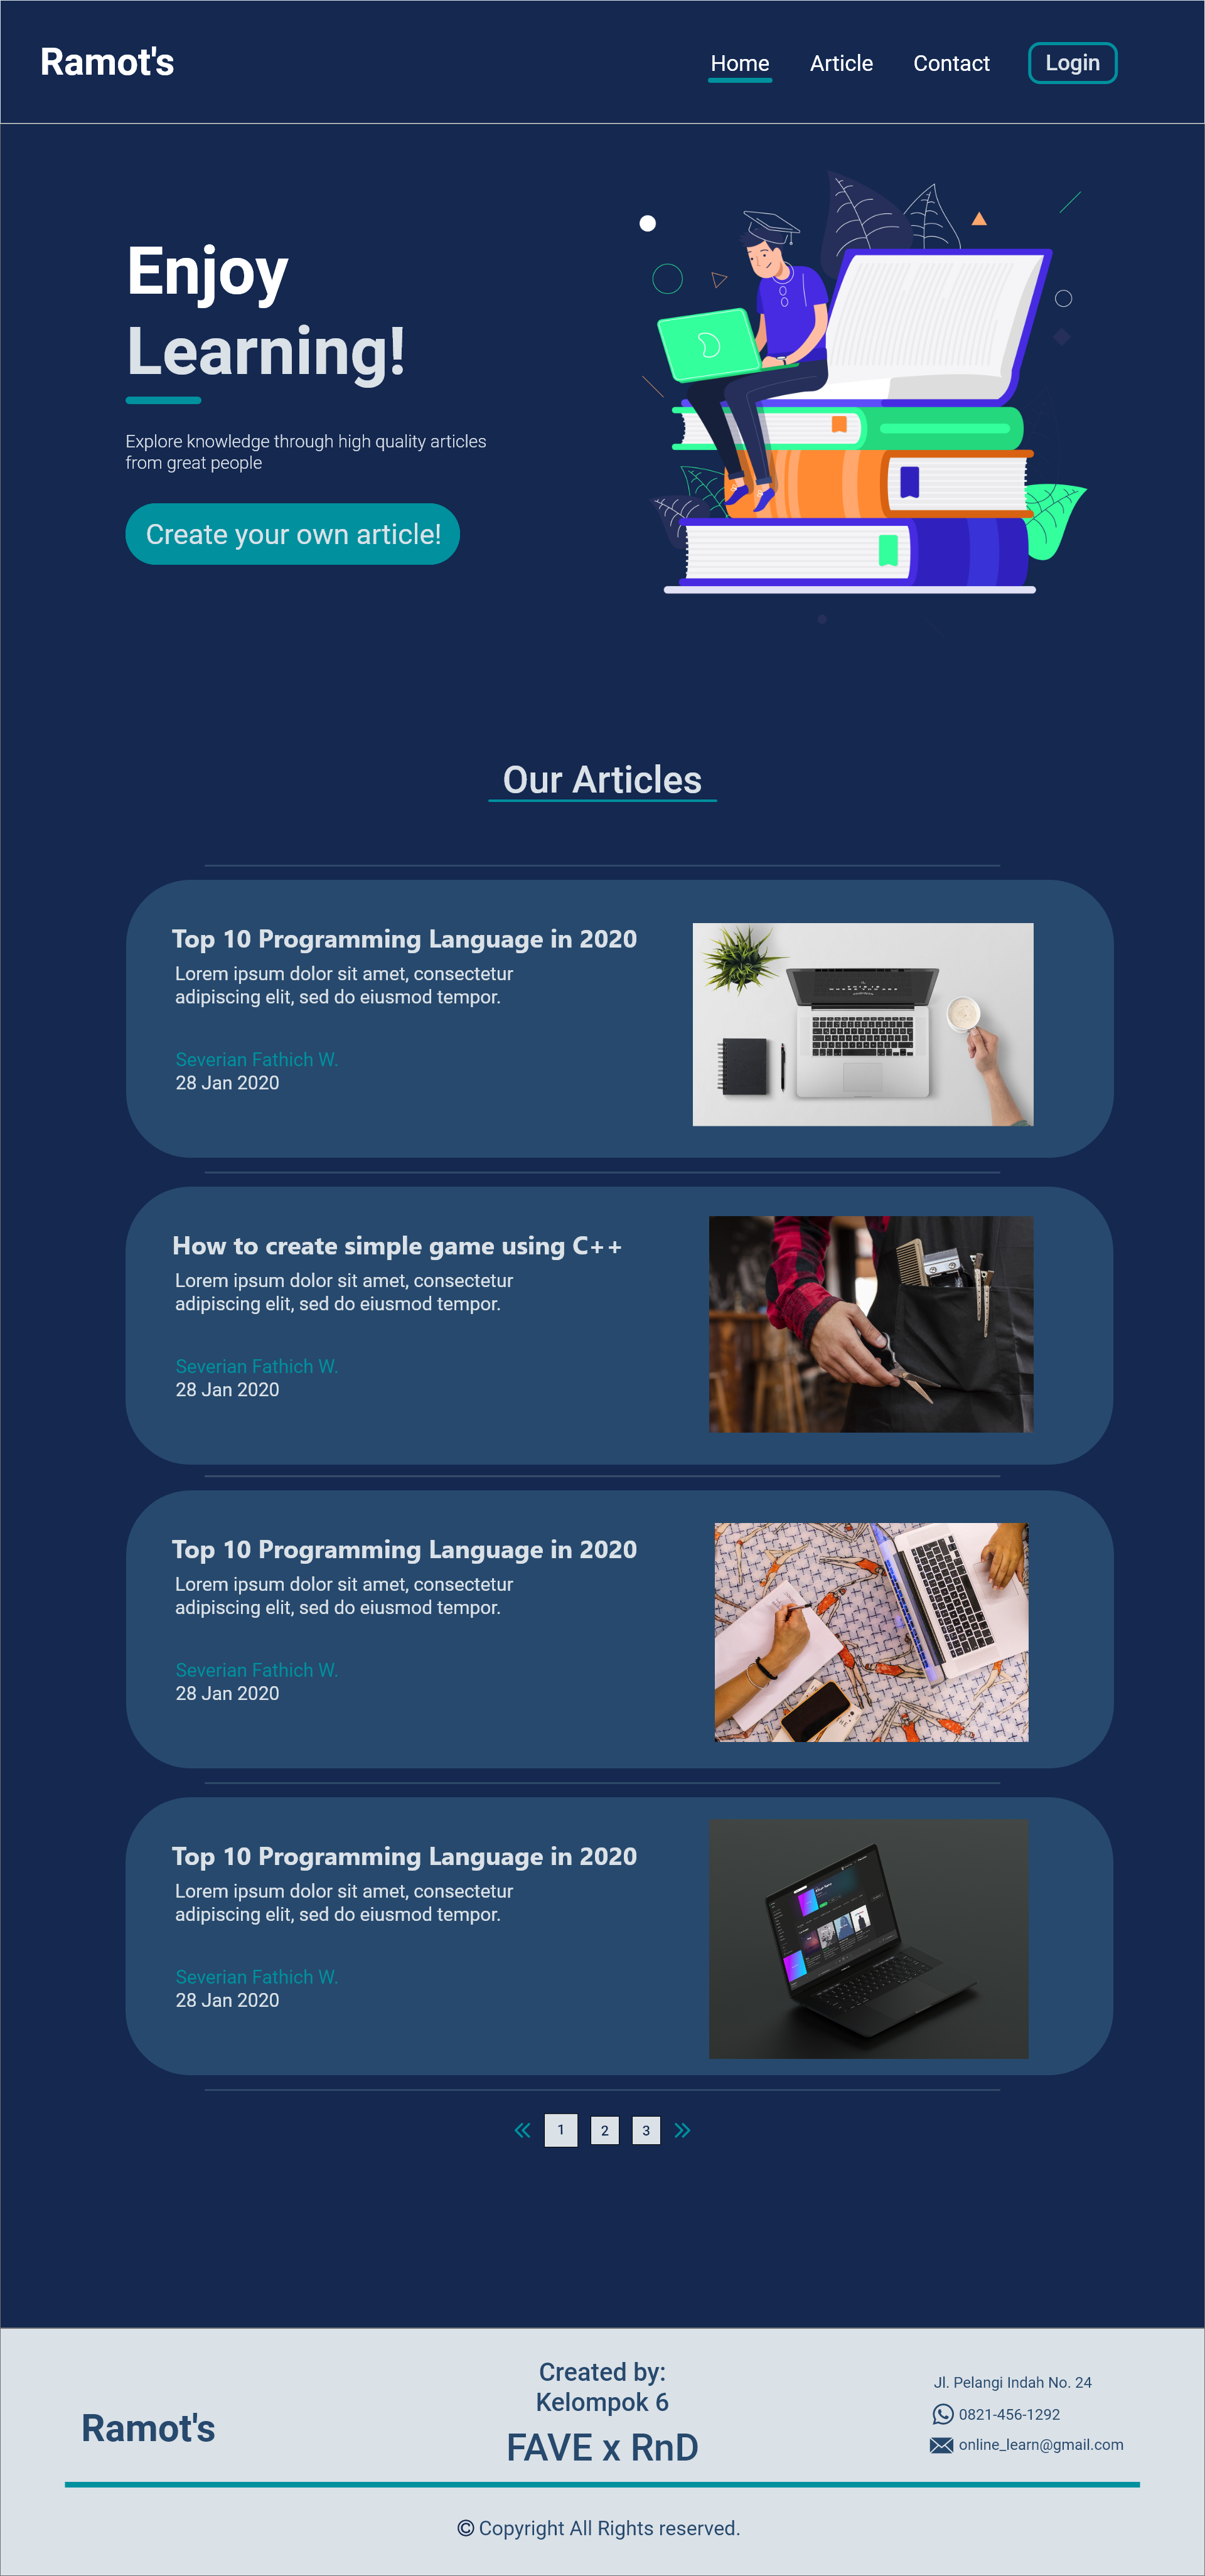 Ramot's
Home
Article
Contact
Login
Enjoy
Learning!
Explore knowledge through high quality articles
from great people
Create your own article!
Our Articles
Top 10 Programming Language in 2020
Lorem ipsum dolor sit amet, consectetur
adipiscing elit, sed do eiusmod tempor.
Severian Fathich W.
28 Jan 2020
How to create simple game using C++
Lorem ipsum dolor sit amet, consectetur
adipiscing elit, sed do eiusmod tempor.
Severian Fathich W.
28 Jan 2020
Top 10 Programming Language in 2020
Lorem ipsum dolor sit amet, consectetur
adipiscing elit, sed do eiusmod tempor.
Severian Fathich W.
28 Jan 2020
Top 10 Programming Language in 2020
Lorem ipsum dolor sit amet, consectetur
adipiscing elit, sed do eiusmod tempor.
Severian Fathich W.
28 Jan 2020
« 1 2 3 »
Ramot's
Created by:
Kelompok 6
FAVE x RnD
Jl. Pelangi Indah No. 24
0821-456-1292
online_learn@gmail.com
© Copyright All Rights reserved.